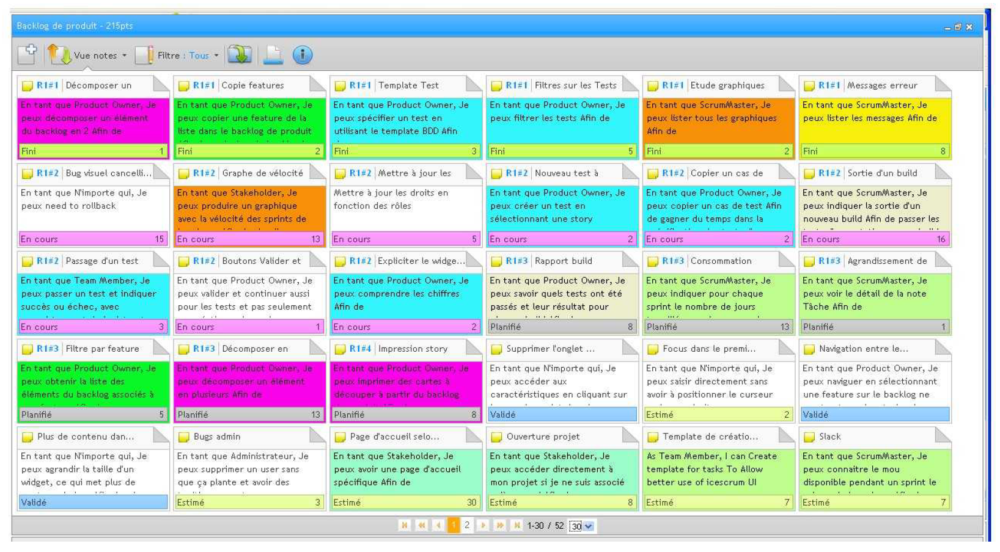 Backlog de produit - 215pts
Vue notes
Filtre : Tous
R1#1 Décomposer un
En tant que Product Owner, Je
peux décomposer un élément
du backlog en 2 Afin de
Fini 1
R1#1 Copie features
En tant que Product Owner, Je
peux copier une feature de la
liste dans le backlog de produit
Fini 2
R1#1 Template Test
En tant que Product Owner, Je
peux spécifier un test en
utilisant le template BDD Afin
Fini 3
R1#1 Filtres sur les Tests
En tant que Product Owner, Je
peux filtrer les tests Afin de
Fini 5
R1#1 Etude graphiques
En tant que ScrumMaster, Je
peux lister tous les graphiques
Afin de
Fini 2
R1#1 Messages erreur
En tant que ScrumMaster, Je
peux lister les messages Afin de
Fini 8
R1#2 Bug visuel cancelli...
En tant que N'importe qui, Je
peux need to rollback
En cours 15
R1#2 Graphe de vélocité
En tant que Stakeholder, Je
peux produire un graphique
avec la vélocité des sprints de
En cours 13
R1#2 Mettre à jour les
Mettre à jour les droits en
fonction des rôles
En cours 5
R1#2 Nouveau test à
En tant que Product Owner, Je
peux créer un test en
sélectionnant une story
En cours 2
R1#2 Copier un cas de
En tant que Product Owner, Je
peux copier un cas de test Afin
de gagner du temps dans la
En cours 2
R1#2 Sortie d'un build
En tant que ScrumMaster, Je
peux indiquer la sortie d'un
nouveau build Afin de passer les
En cours 16
R1#2 Passage d'un test
En tant que Team Member, Je
peux passer un test et indiquer
succès ou échec, avec
En cours 3
R1#2 Boutons Valider et
En tant que Product Owner, Je
peux valider et continuer aussi
pour les tests et pas seulement
En cours 1
R1#2 Expliciter le widge...
En tant que Product Owner, Je
peux comprendre les chiffres
Afin de
En cours 2
R1#3 Rapport build
En tant que Product Owner, Je
peux savoir quels tests ont été
passés et leur résultat pour
Planifié 8
R1#3 Consommation
En tant que ScrumMaster, Je
peux indiquer pour chaque
sprint le nombre de jours
Planifié 13
R1#3 Agrandissement de
En tant que ScrumMaster, Je
peux voir le détail de la note
Tâche Afin de
Planifié 1
R1#3 Filtre par feature
En tant que Product Owner, Je
peux obtenir la liste des
éléments du backlog associés à
Planifié 5
R1#3 Décomposer en
En tant que Product Owner, Je
peux décomposer un élément
en plusieurs Afin de
Planifié 13
R1#4 Impression story
En tant que Product Owner, Je
peux imprimer des cartes à
découper à partir du backlog
Planifié 8
Supprimer l'onglet ...
En tant que N'importe qui, Je
peux accéder aux
caractéristiques en cliquant sur
Validé
Focus dans le premi...
En tant que N'importe qui, Je
peux saisir directement sans
avoir à positionner le curseur
Estimé 2
Navigation entre le...
En tant que Product Owner, Je
peux naviguer en sélectionnant
une feature sur le backlog ne
Validé
Plus de contenu dan...
En tant que N'importe qui, Je
peux agrandir la taille d'un
widget, ce qui met plus de
Validé
Bugs admin
En tant que Administrateur, Je
peux supprimer un user sans
que ça plante et avoir des
Estimé 3
Page d'accueil selo...
En tant que Stakeholder, Je
peux avoir une page d'accueil
spécifique Afin de
Estimé 30
Ouverture projet
En tant que Stakeholder, Je
peux accéder directement à
mon projet si je ne suis associé
Estimé 8
Template de créatio...
As Team Member, I can Create
template for tasks To Allow
better use of icescrum UI
Estimé 7
Slack
En tant que ScrumMaster, Je
peux connaitre le mou
disponible pendant un sprint le
Estimé 7
1 2 1-30 / 52 30